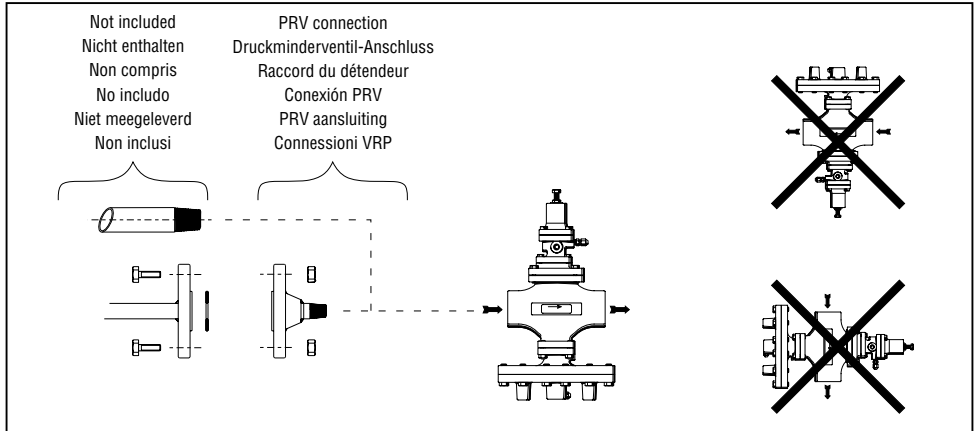 Not included
Nicht enthalten
Non compris
No includo
Niet meegeleverd
Non inclusi
PRV connection
Druckminderventil-Anschluss
Raccord du détendeur
Conexión PRV
PRV aansluiting
Connessioni VRP